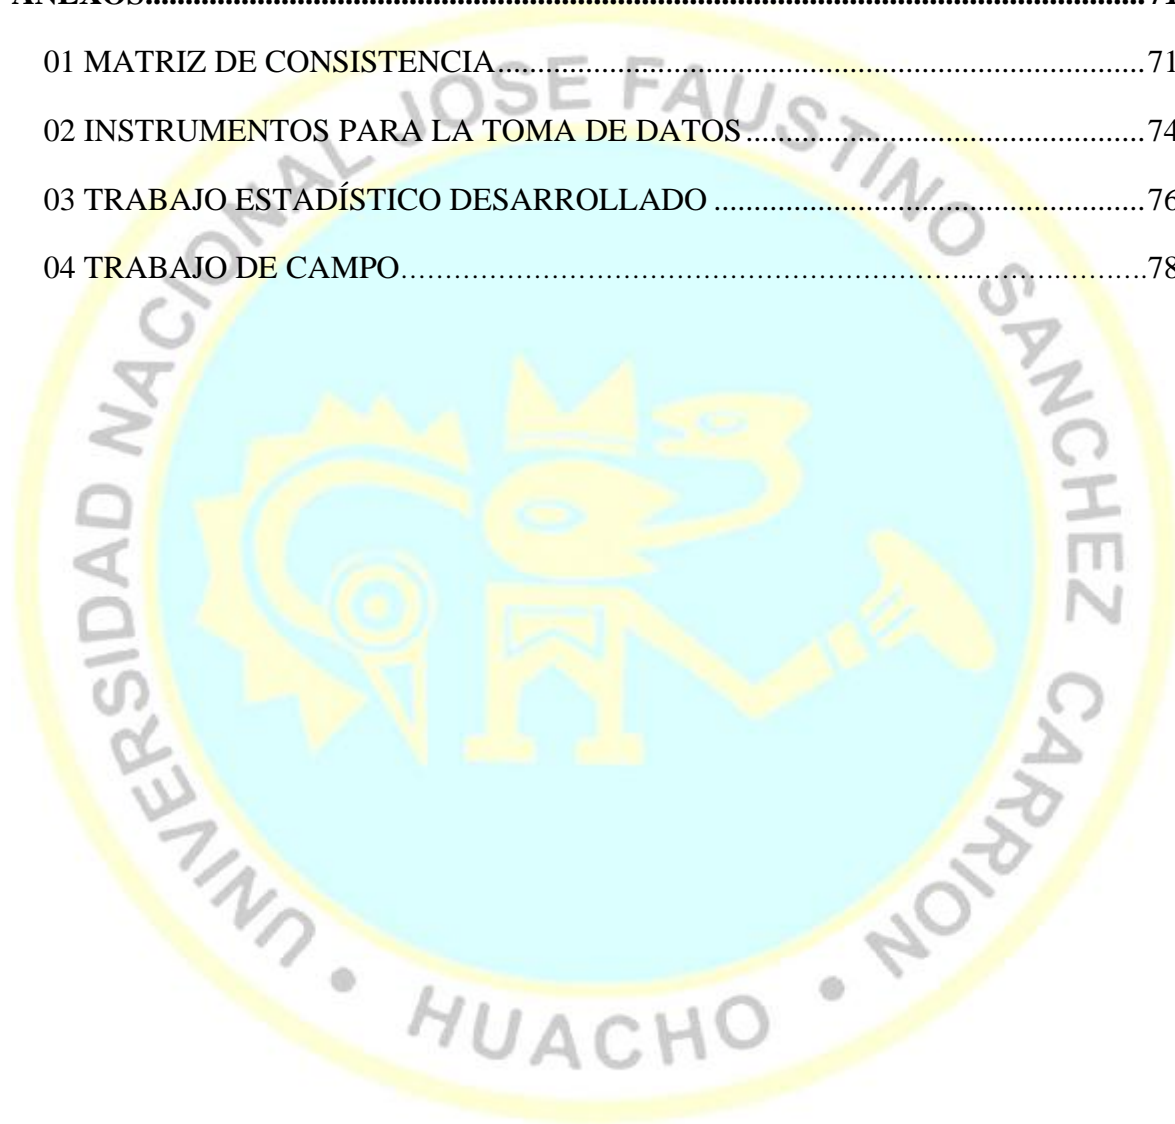 ANEXOS....................................................................................................................71
01 MATRIZ DE CONSISTENCIA..................................................................................71
02 INSTRUMENTOS PARA LA TOMA DE DATOS..................................................74
03 TRABAJO ESTADÍSTICO DESARROLLADO ......................................................76
04 TRABAJO DE CAMPO……………………………………………………...……….……….78
UNIVERSIDAD NACIONAL JOSE FAUSTINO SANCHEZ CARRION
• HUACHO •